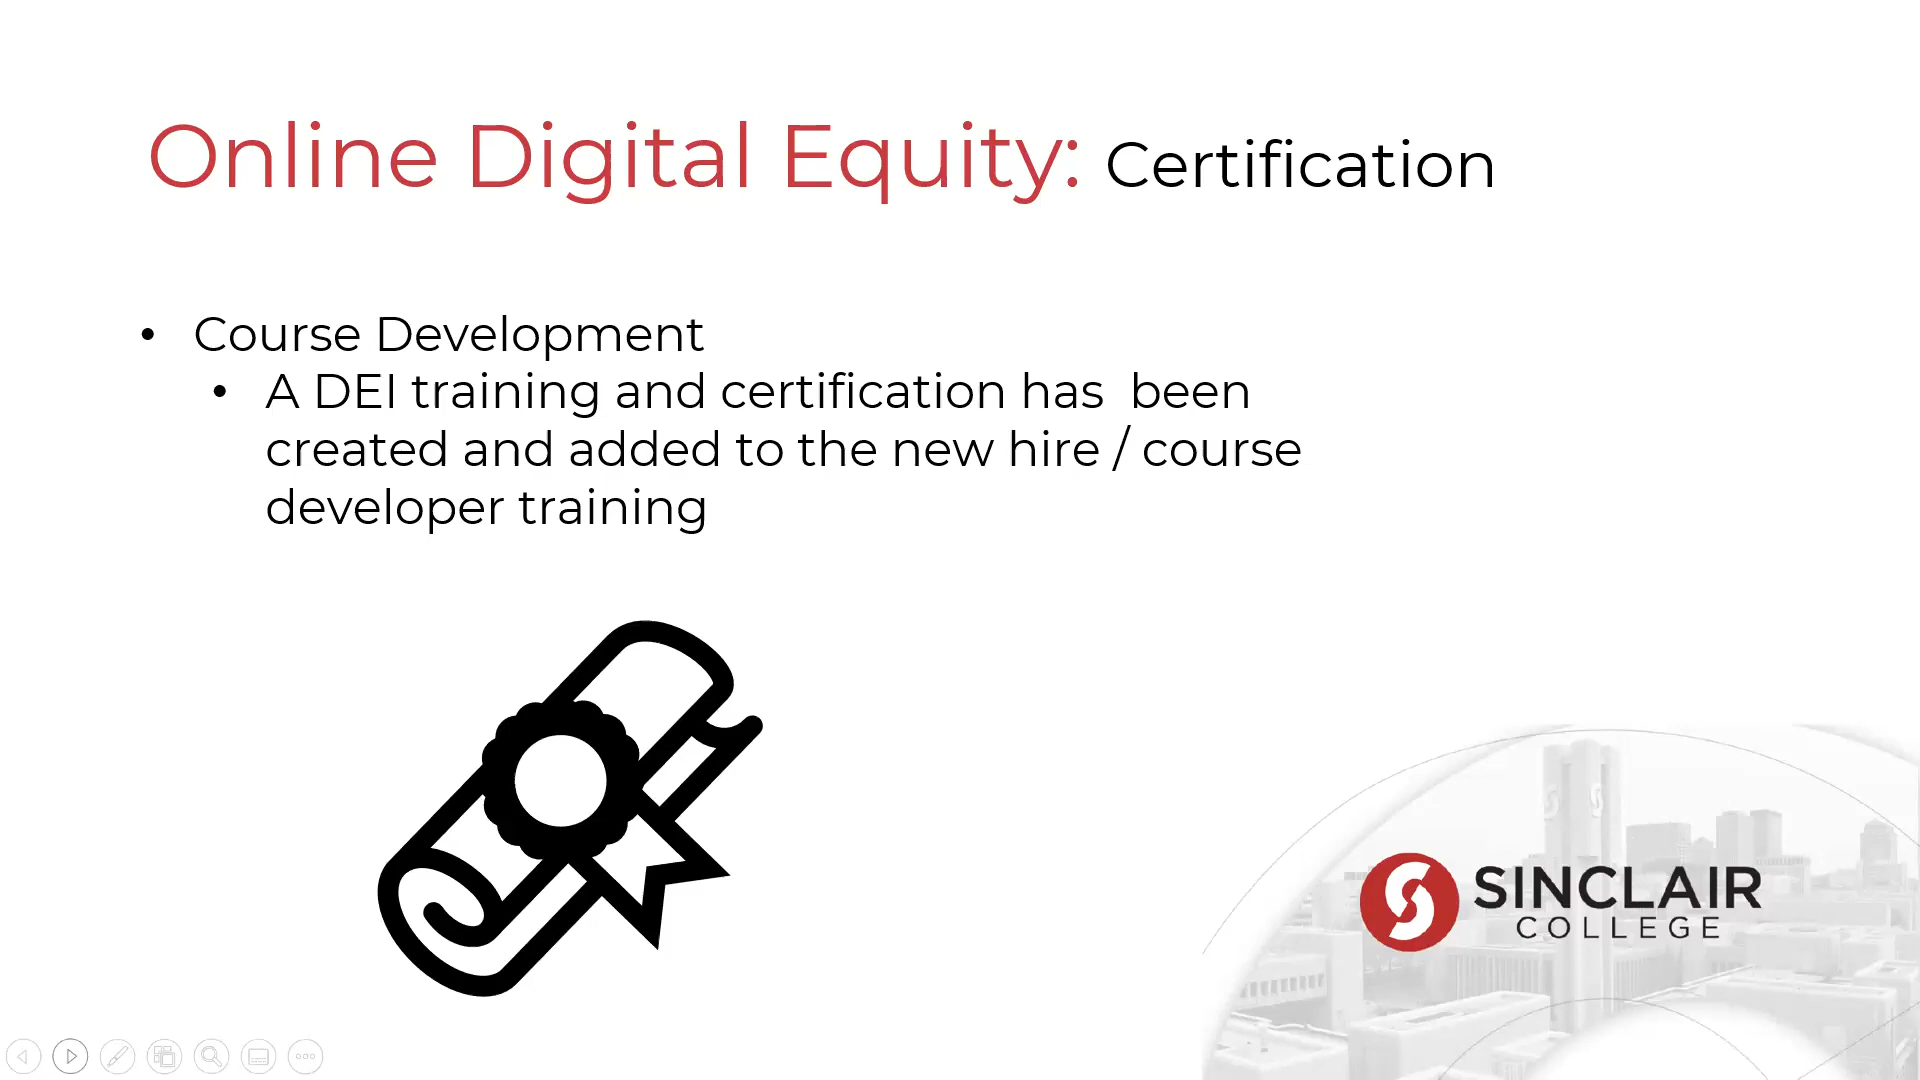 Online Digital Equity: Certification
• Course Development
• A DEI training and certification has  been
created and added to the new hire / course
developer training
SINCLAIR
COLLEGE